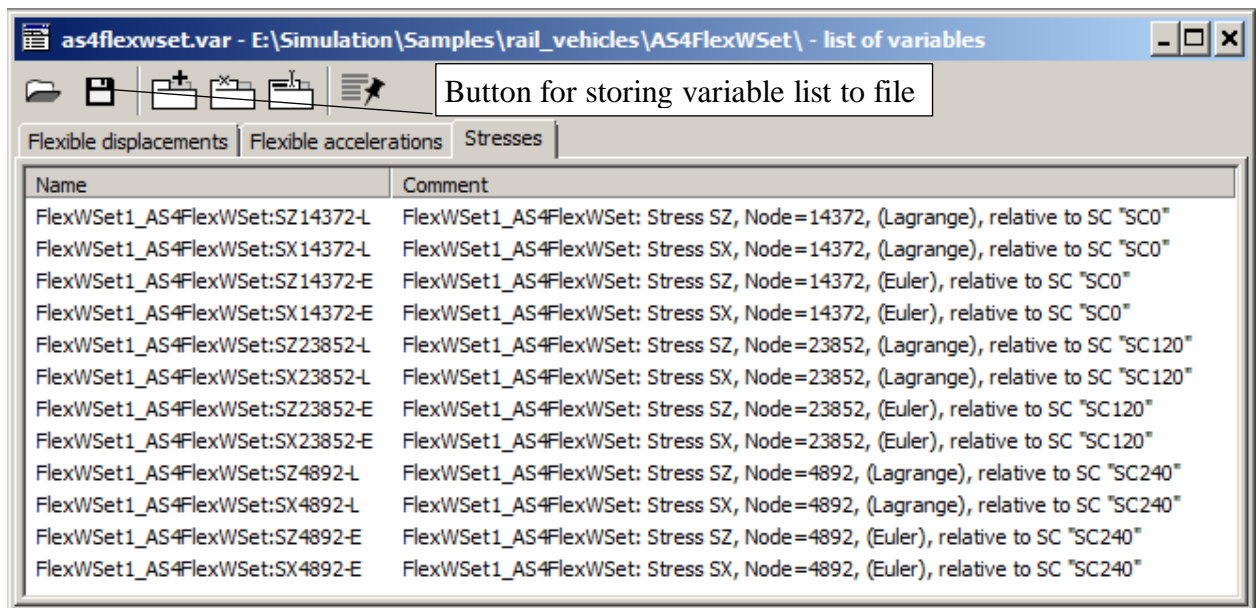 as4flexwset.var - E:\Simulation\Samples\rail_vehicles\AS4FlexWSet\ - list of variables
Button for storing variable list to file
Flexible displacements Flexible accelerations Stresses
Name Comment
FlexWSet1_AS4FlexWSet:SZ14372-L FlexWSet1_AS4FlexWSet: Stress SZ, Node=14372, (Lagrange), relative to SC "SC0"
FlexWSet1_AS4FlexWSet:SX14372-L FlexWSet1_AS4FlexWSet: Stress SX, Node=14372, (Lagrange), relative to SC "SC0"
FlexWSet1_AS4FlexWSet:SZ14372-E FlexWSet1_AS4FlexWSet: Stress SZ, Node=14372, (Euler), relative to SC "SC0"
FlexWSet1_AS4FlexWSet:SX14372-E FlexWSet1_AS4FlexWSet: Stress SX, Node=14372, (Euler), relative to SC "SC0"
FlexWSet1_AS4FlexWSet:SZ23852-L FlexWSet1_AS4FlexWSet: Stress SZ, Node=23852, (Lagrange), relative to SC "SC120"
FlexWSet1_AS4FlexWSet:SX23852-L FlexWSet1_AS4FlexWSet: Stress SX, Node=23852, (Lagrange), relative to SC "SC120"
FlexWSet1_AS4FlexWSet:SZ23852-E FlexWSet1_AS4FlexWSet: Stress SZ, Node=23852, (Euler), relative to SC "SC120"
FlexWSet1_AS4FlexWSet:SX23852-E FlexWSet1_AS4FlexWSet: Stress SX, Node=23852, (Euler), relative to SC "SC120"
FlexWSet1_AS4FlexWSet:SZ4892-L FlexWSet1_AS4FlexWSet: Stress SZ, Node=4892, (Lagrange), relative to SC "SC240"
FlexWSet1_AS4FlexWSet:SX4892-L FlexWSet1_AS4FlexWSet: Stress SX, Node=4892, (Lagrange), relative to SC "SC240"
FlexWSet1_AS4FlexWSet:SZ4892-E FlexWSet1_AS4FlexWSet: Stress SZ, Node=4892, (Euler), relative to SC "SC240"
FlexWSet1_AS4FlexWSet:SX4892-E FlexWSet1_AS4FlexWSet: Stress SX, Node=4892, (Euler), relative to SC "SC240"